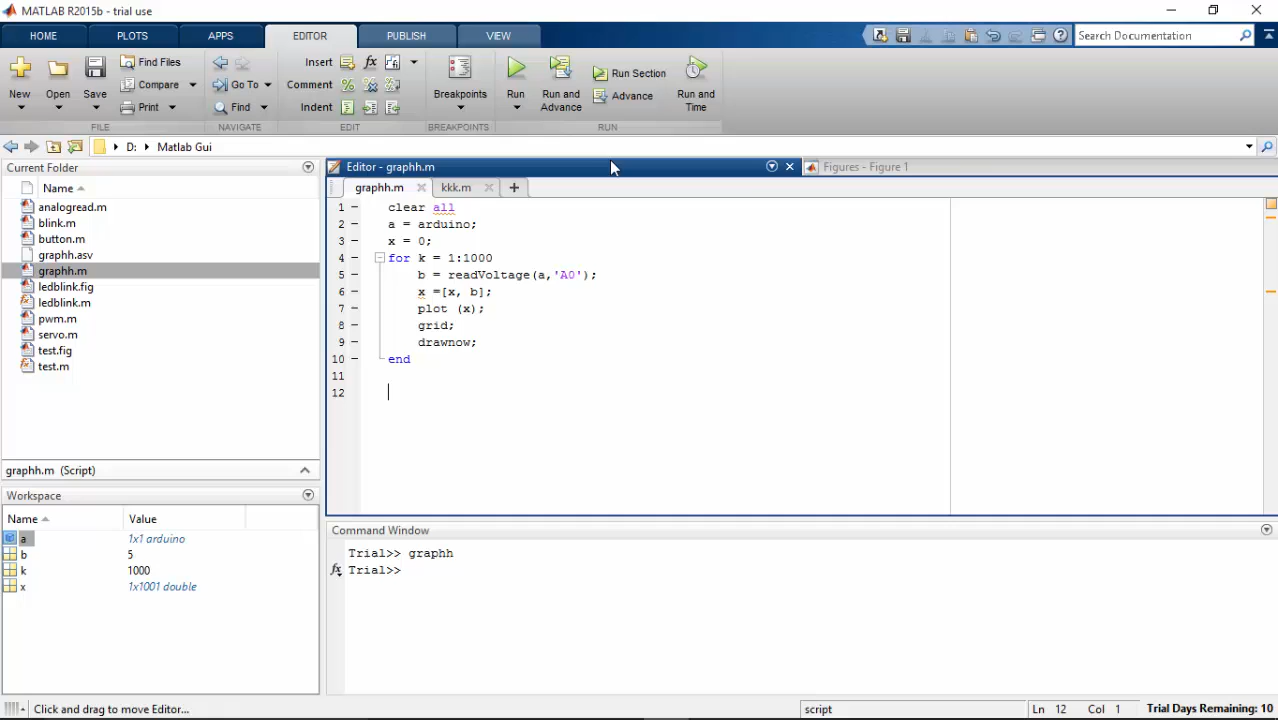 MATLAB R2015b - trial use
HOME PLOTS APPS EDITOR PUBLISH VIEW
Search Documentation
New Open Save Find Files Compare Print
Go To Find
Insert fx
Comment %
Indent
Breakpoints
Run Run and Advance Run Section Advance Run and Time
FILE NAVIGATE EDIT BREAKPOINTS RUN
D: Matlab Gui
Current Folder
Name
analogread.m
blink.m
button.m
graphh.asv
graphh.m
ledblink.fig
ledblink.m
pwm.m
servo.m
test.fig
test.m
graphh.m (Script)
Workspace
Name Value
a 1x1 arduino
b 5
k 1000
x 1x1001 double
Editor - graphh.m
Figures - Figure 1
graphh.m kkk.m
1 clear all
2 a = arduino;
3 x = 0;
4 for k = 1:1000
5 b = readVoltage(a,'A0');
6 x =[x, b];
7 plot (x);
8 grid;
9 drawnow;
10 end
11
12
Command Window
Trial>> graphh
fx Trial>>
Click and drag to move Editor...
script
Ln 12 Col 1
Trial Days Remaining: 10